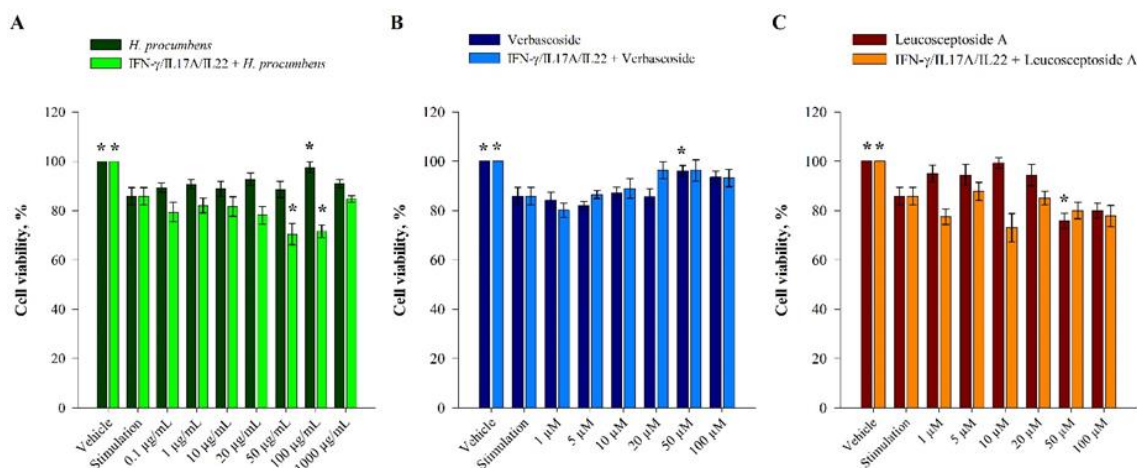 A
H. procumbens
IFN-γ/IL17A/IL22 + H. procumbens
Cell viability, %
120
100
80
60
40
20
0
* *
*
*
*
Vehicle
Stimulation
0.1 µg/mL
1 µg/mL
10 µg/mL
20 µg/mL
50 µg/mL
100 µg/mL
1000 µg/mL
B
Verbascoside
IFN-γ/IL17A/IL22 + Verbascoside
Cell viability, %
120
100
80
60
40
20
0
* *
*
Vehicle
Stimulation
1 µM
5 µM
10 µM
20 µM
50 µM
100 µM
C
Leucosceptoside A
IFN-γ/IL17A/IL22 + Leucosceptoside A
Cell viability, %
120
100
80
60
40
20
0
* *
*
Vehicle
Stimulation
1 µM
5 µM
10 µM
20 µM
50 µM
100 µM